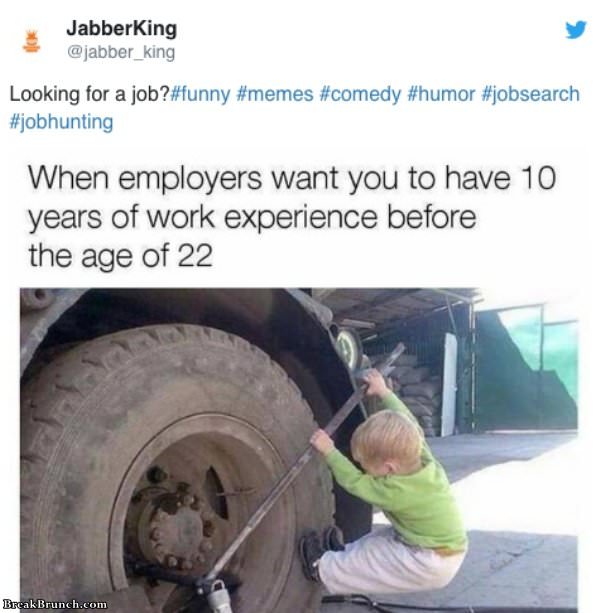 JabberKing
@jabber_king
Looking for a job?#funny #memes #comedy #humor #jobsearch
#jobhunting
When employers want you to have 10
years of work experience before
the age of 22
BreakBrunch.com